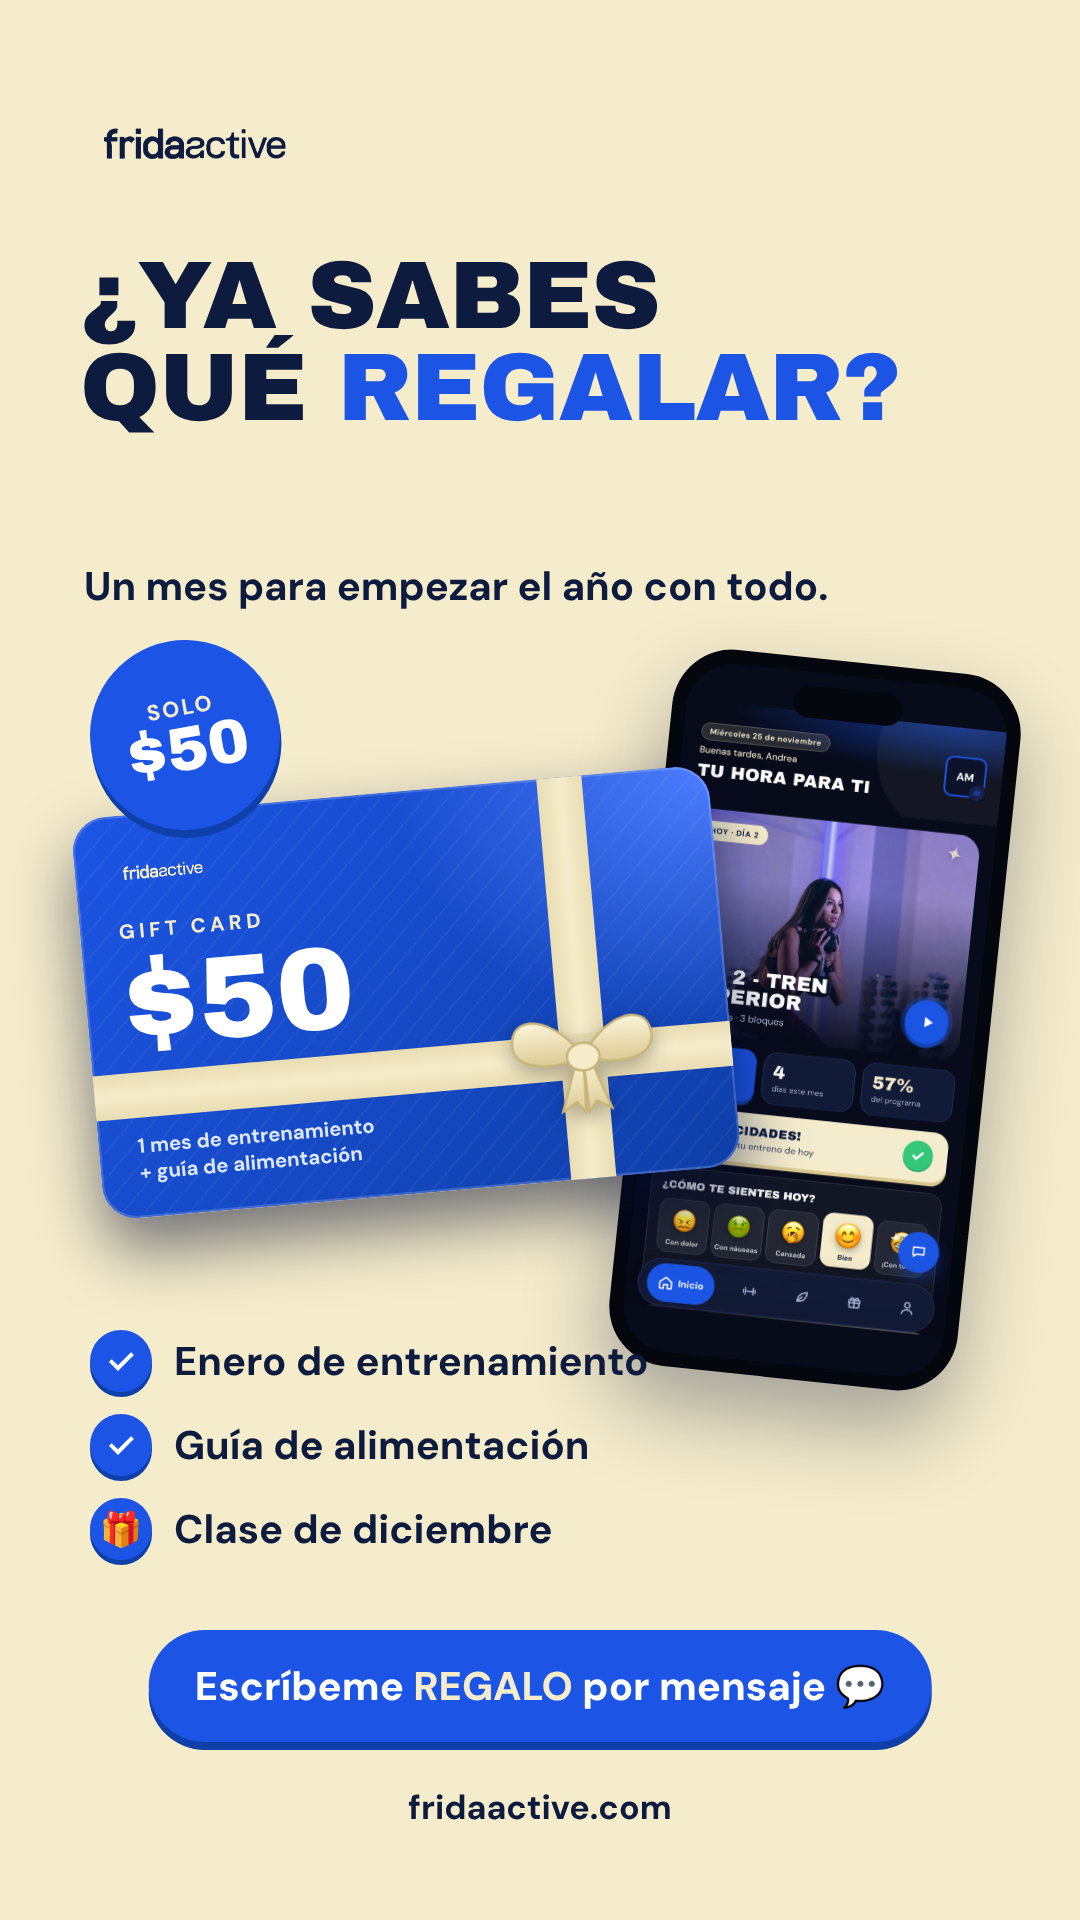 fridaactive
¿YA SABES
QUÉ REGALAR?
Un mes para empezar el año con todo.
SOLO
$50
fridaactive
GIFT CARD
$50
1 mes de entrenamiento
+ guía de alimentación
Miércoles 25 de noviembre
Buenas tardes, Andrea
TU HORA PARA TI
AM
HOY · DÍA 2
2 - TREN
PERIOR
· 3 bloques
4
días este mes
57%
del programa
CIDADES!
tu entreno de hoy
¿CÓMO TE SIENTES HOY?
Con dolor
Con náuseas
Cansada
Bien
¡Con
Inicio
Enero de entrenamiento
Guía de alimentación
Clase de diciembre
Escríbeme REGALO por mensaje
fridaactive.com